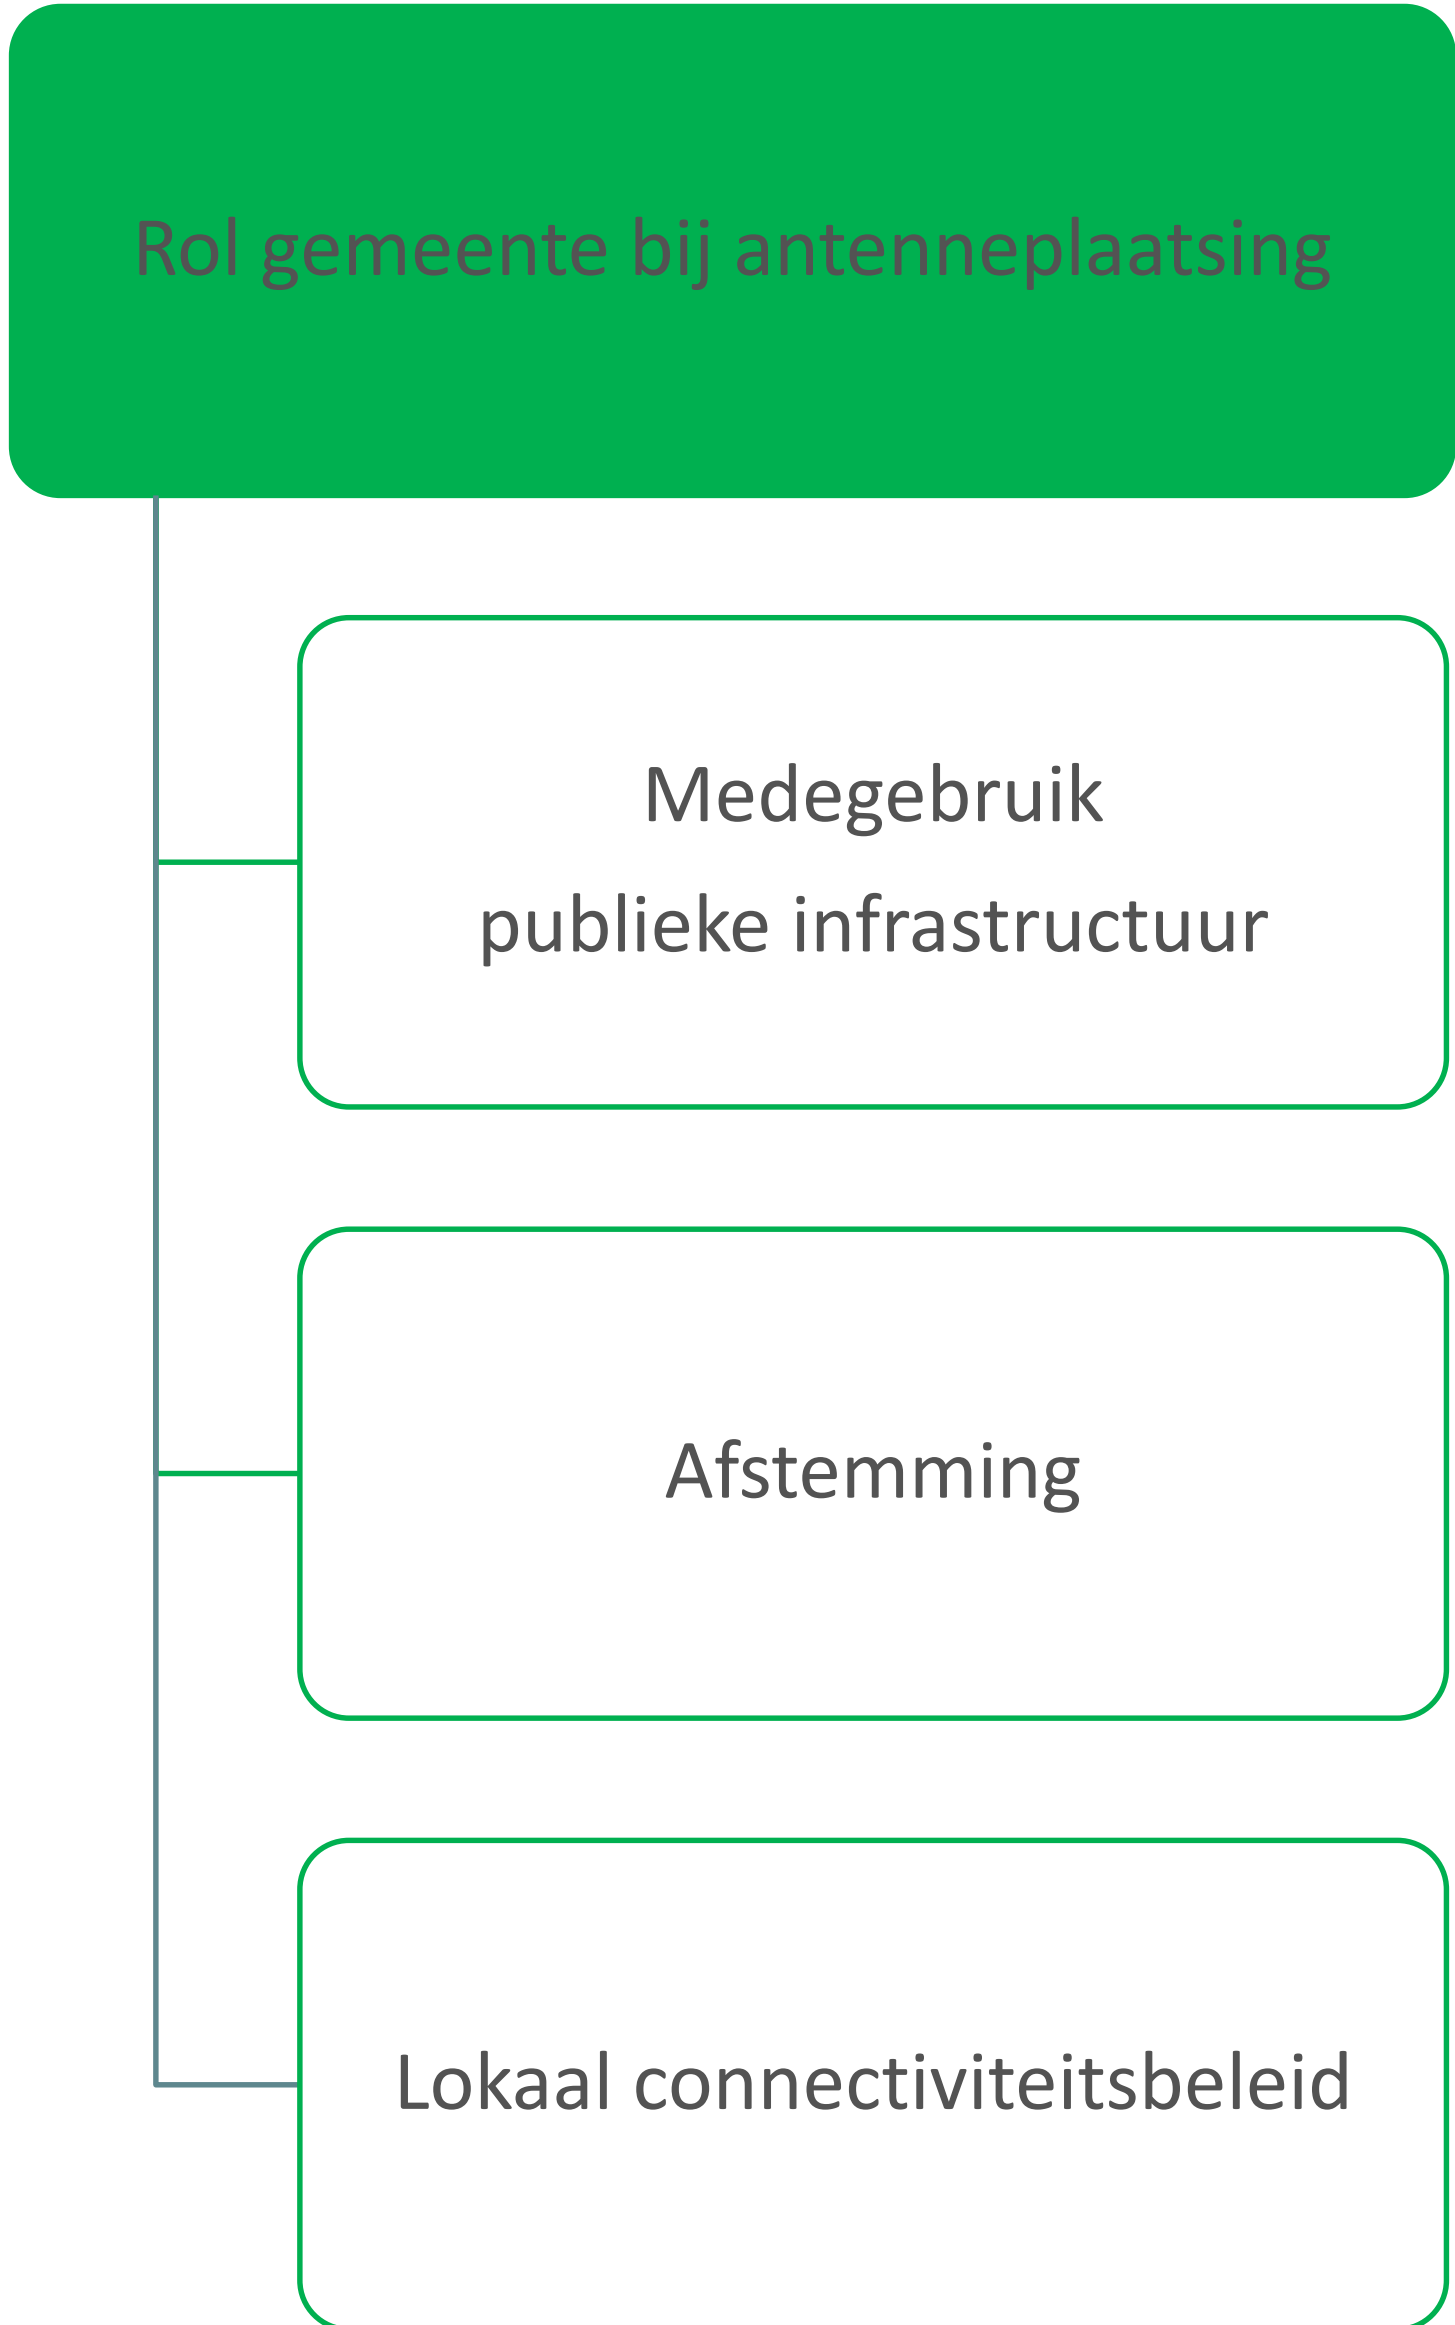 Rol gemeente bij antenneplaatsing
Medegebruik
publieke infrastructuur
Afstemming
Lokaal connectiviteitsbeleid